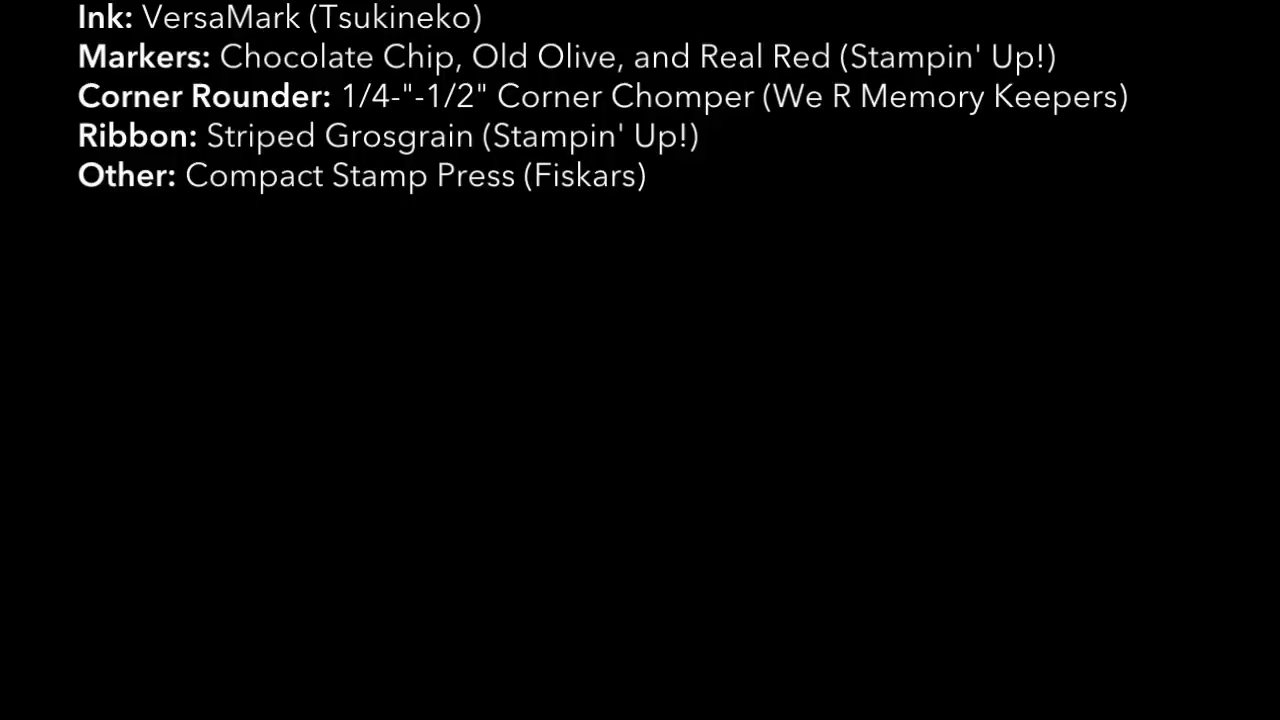 Ink: VersaMark (Tsukineko)
Markers: Chocolate Chip, Old Olive, and Real Red (Stampin' Up!)
Corner Rounder: 1/4-"-1/2" Corner Chomper (We R Memory Keepers)
Ribbon: Striped Grosgrain (Stampin' Up!)
Other: Compact Stamp Press (Fiskars)